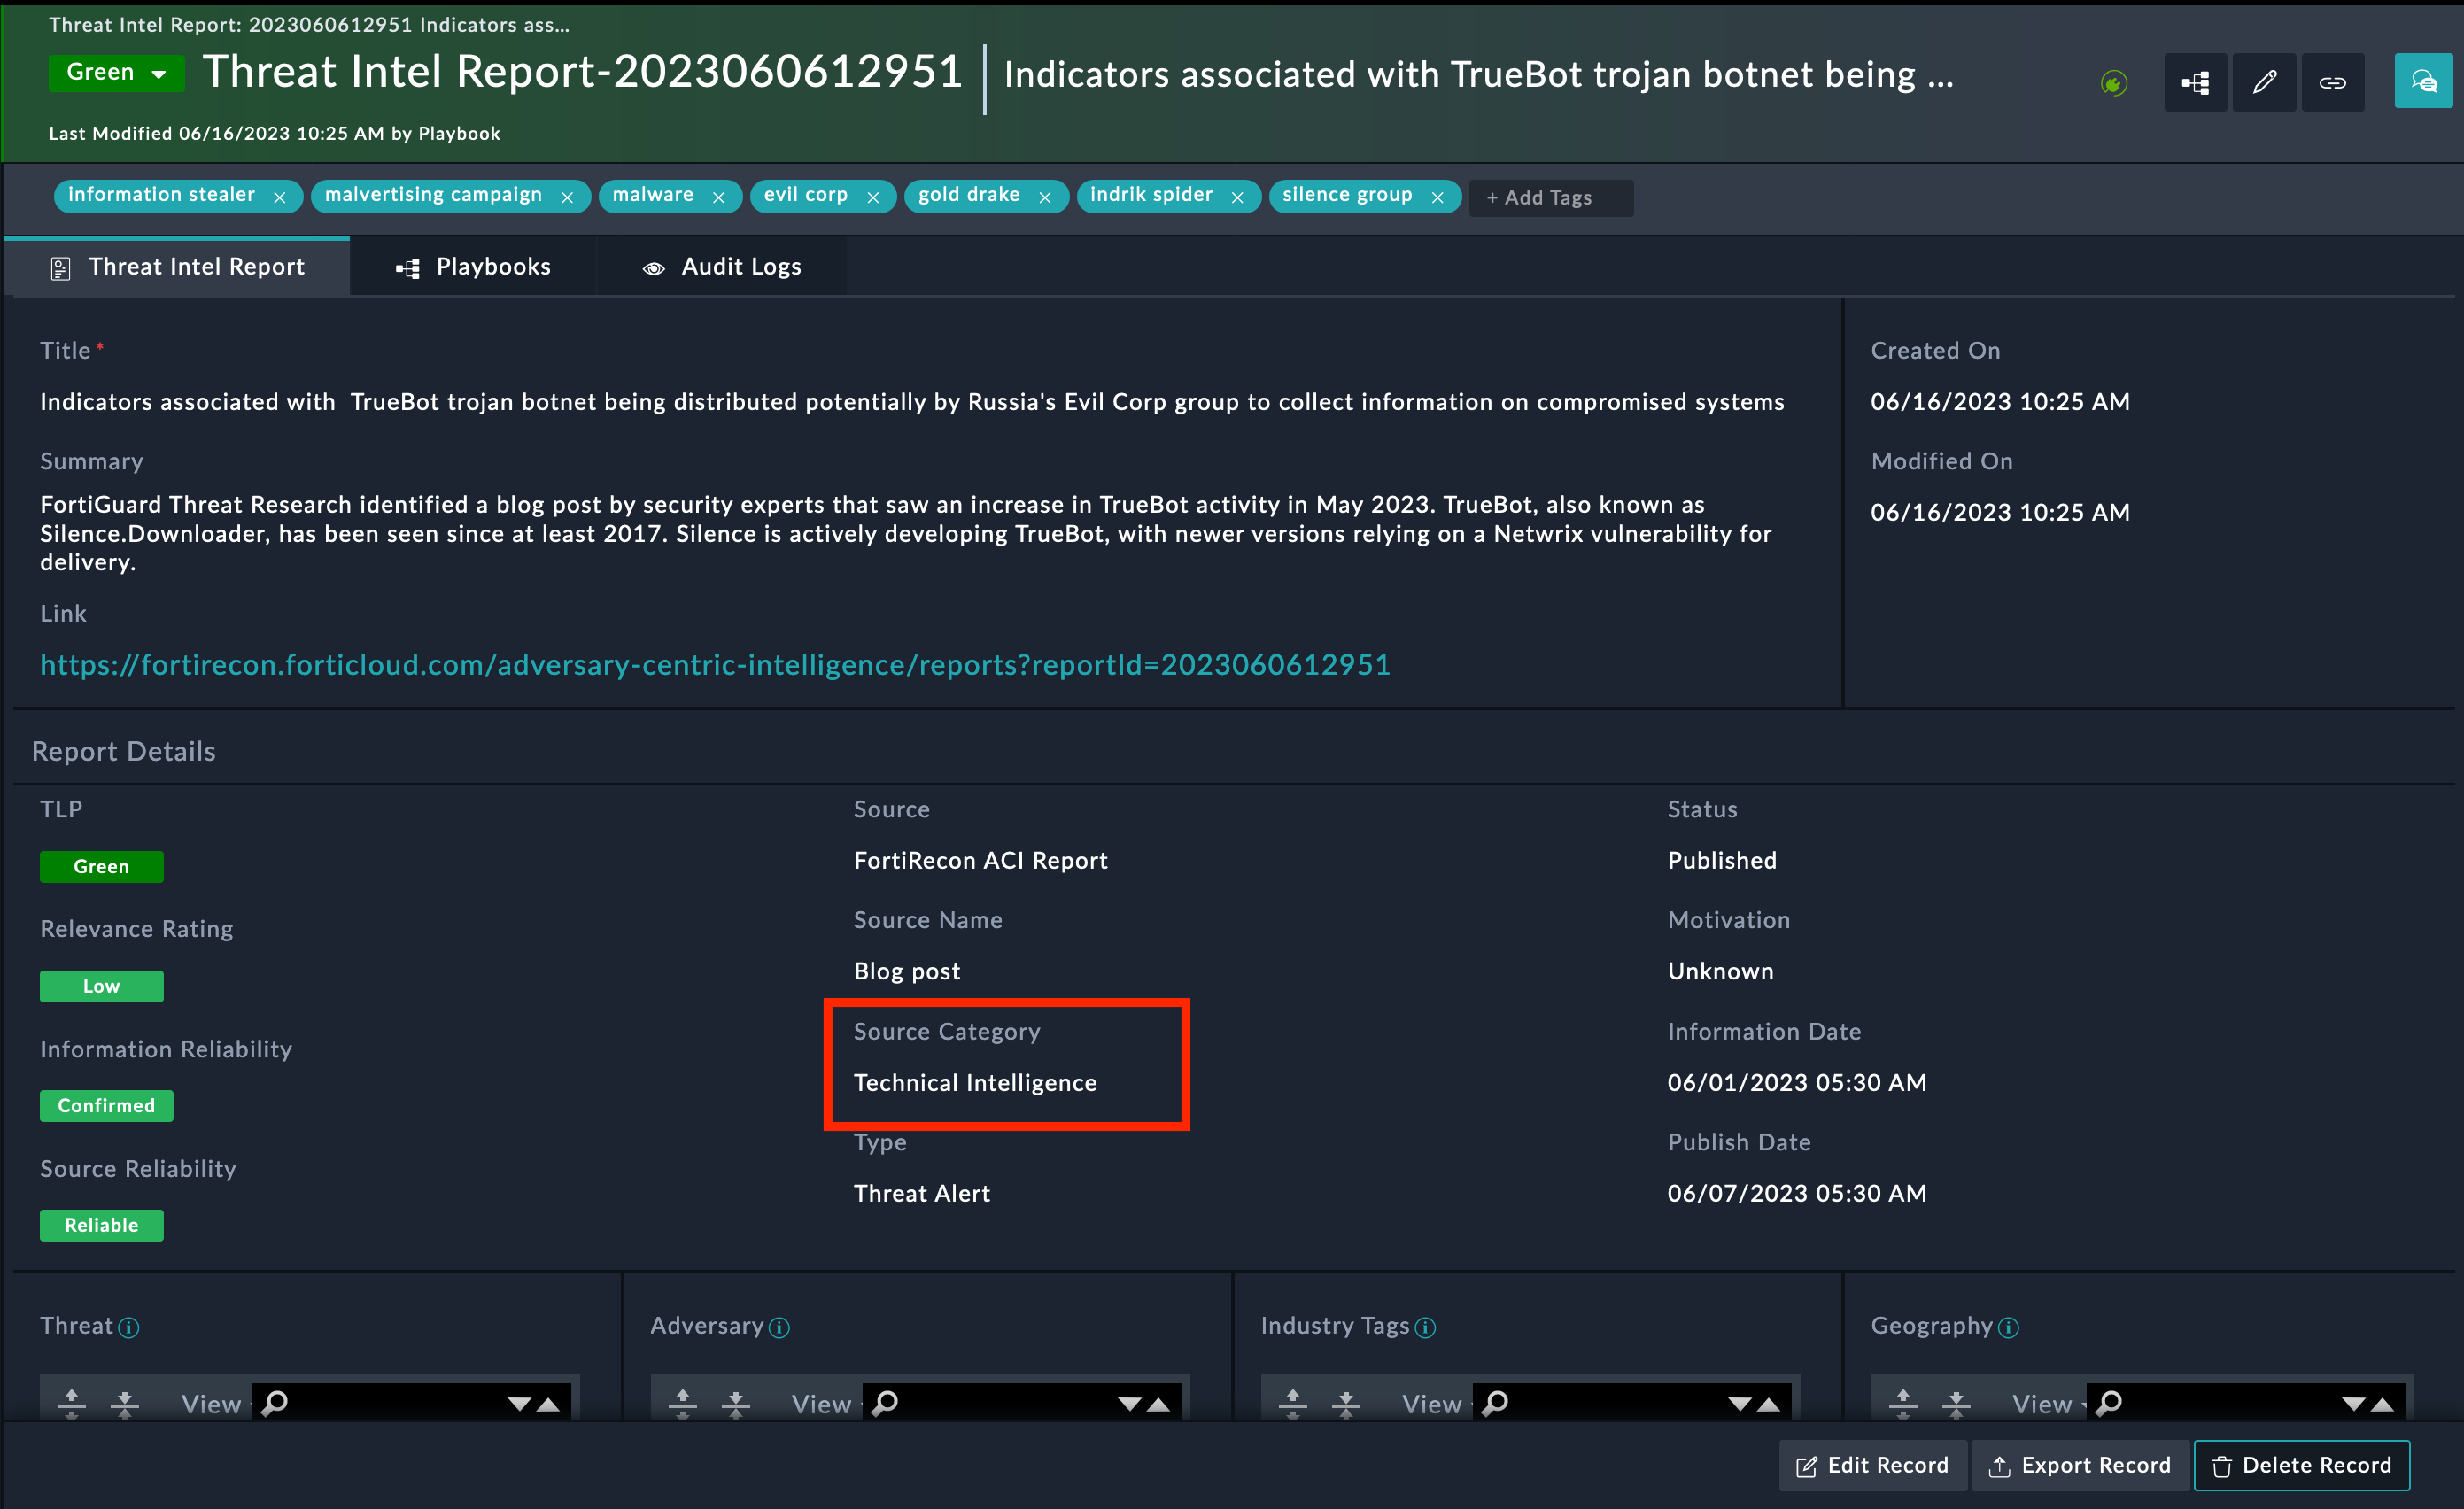 Threat Intel Report: 2023060612951 Indicators ass...
Green
Threat Intel Report-2023060612951
Indicators associated with TrueBot trojan botnet being ...
Last Modified 06/16/2023 10:25 AM by Playbook
information stealer ×
malvertising campaign ×
malware ×
evil corp ×
gold drake ×
indrik spider ×
silence group ×
+ Add Tags
Threat Intel Report
Playbooks
Audit Logs
Title *
Indicators associated with  TrueBot trojan botnet being distributed potentially by Russia's Evil Corp group to collect information on compromised systems
Summary
FortiGuard Threat Research identified a blog post by security experts that saw an increase in TrueBot activity in May 2023. TrueBot, also known as
Silence.Downloader, has been seen since at least 2017. Silence is actively developing TrueBot, with newer versions relying on a Netwrix vulnerability for
delivery.
Link
https://fortirecon.forticloud.com/adversary-centric-intelligence/reports?reportId=2023060612951
Created On
06/16/2023 10:25 AM
Modified On
06/16/2023 10:25 AM
Report Details
TLP
Green
Relevance Rating
Low
Information Reliability
Confirmed
Source Reliability
Reliable
Source
FortiRecon ACI Report
Source Name
Blog post
Source Category
Technical Intelligence
Type
Threat Alert
Status
Published
Motivation
Unknown
Information Date
06/01/2023 05:30 AM
Publish Date
06/07/2023 05:30 AM
Threat
View
Adversary
View
Industry Tags
View
Geography
View
Edit Record
Export Record
Delete Record